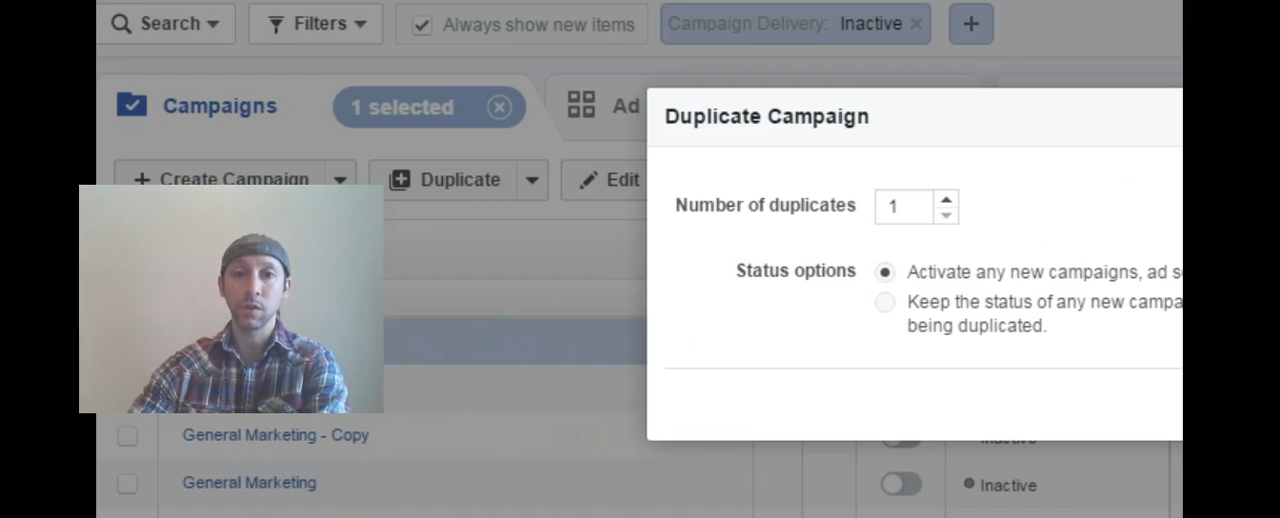 Search
Filters
Always show new items
Campaign Delivery: Inactive
Campaigns
1 selected
Ad
Duplicate Campaign
Create Campaign
Duplicate
Edit
Number of duplicates
1
Status options
Activate any new campaigns, ad s
Keep the status of any new campa
being duplicated.
General Marketing - Copy
Inactive
General Marketing
Inactive